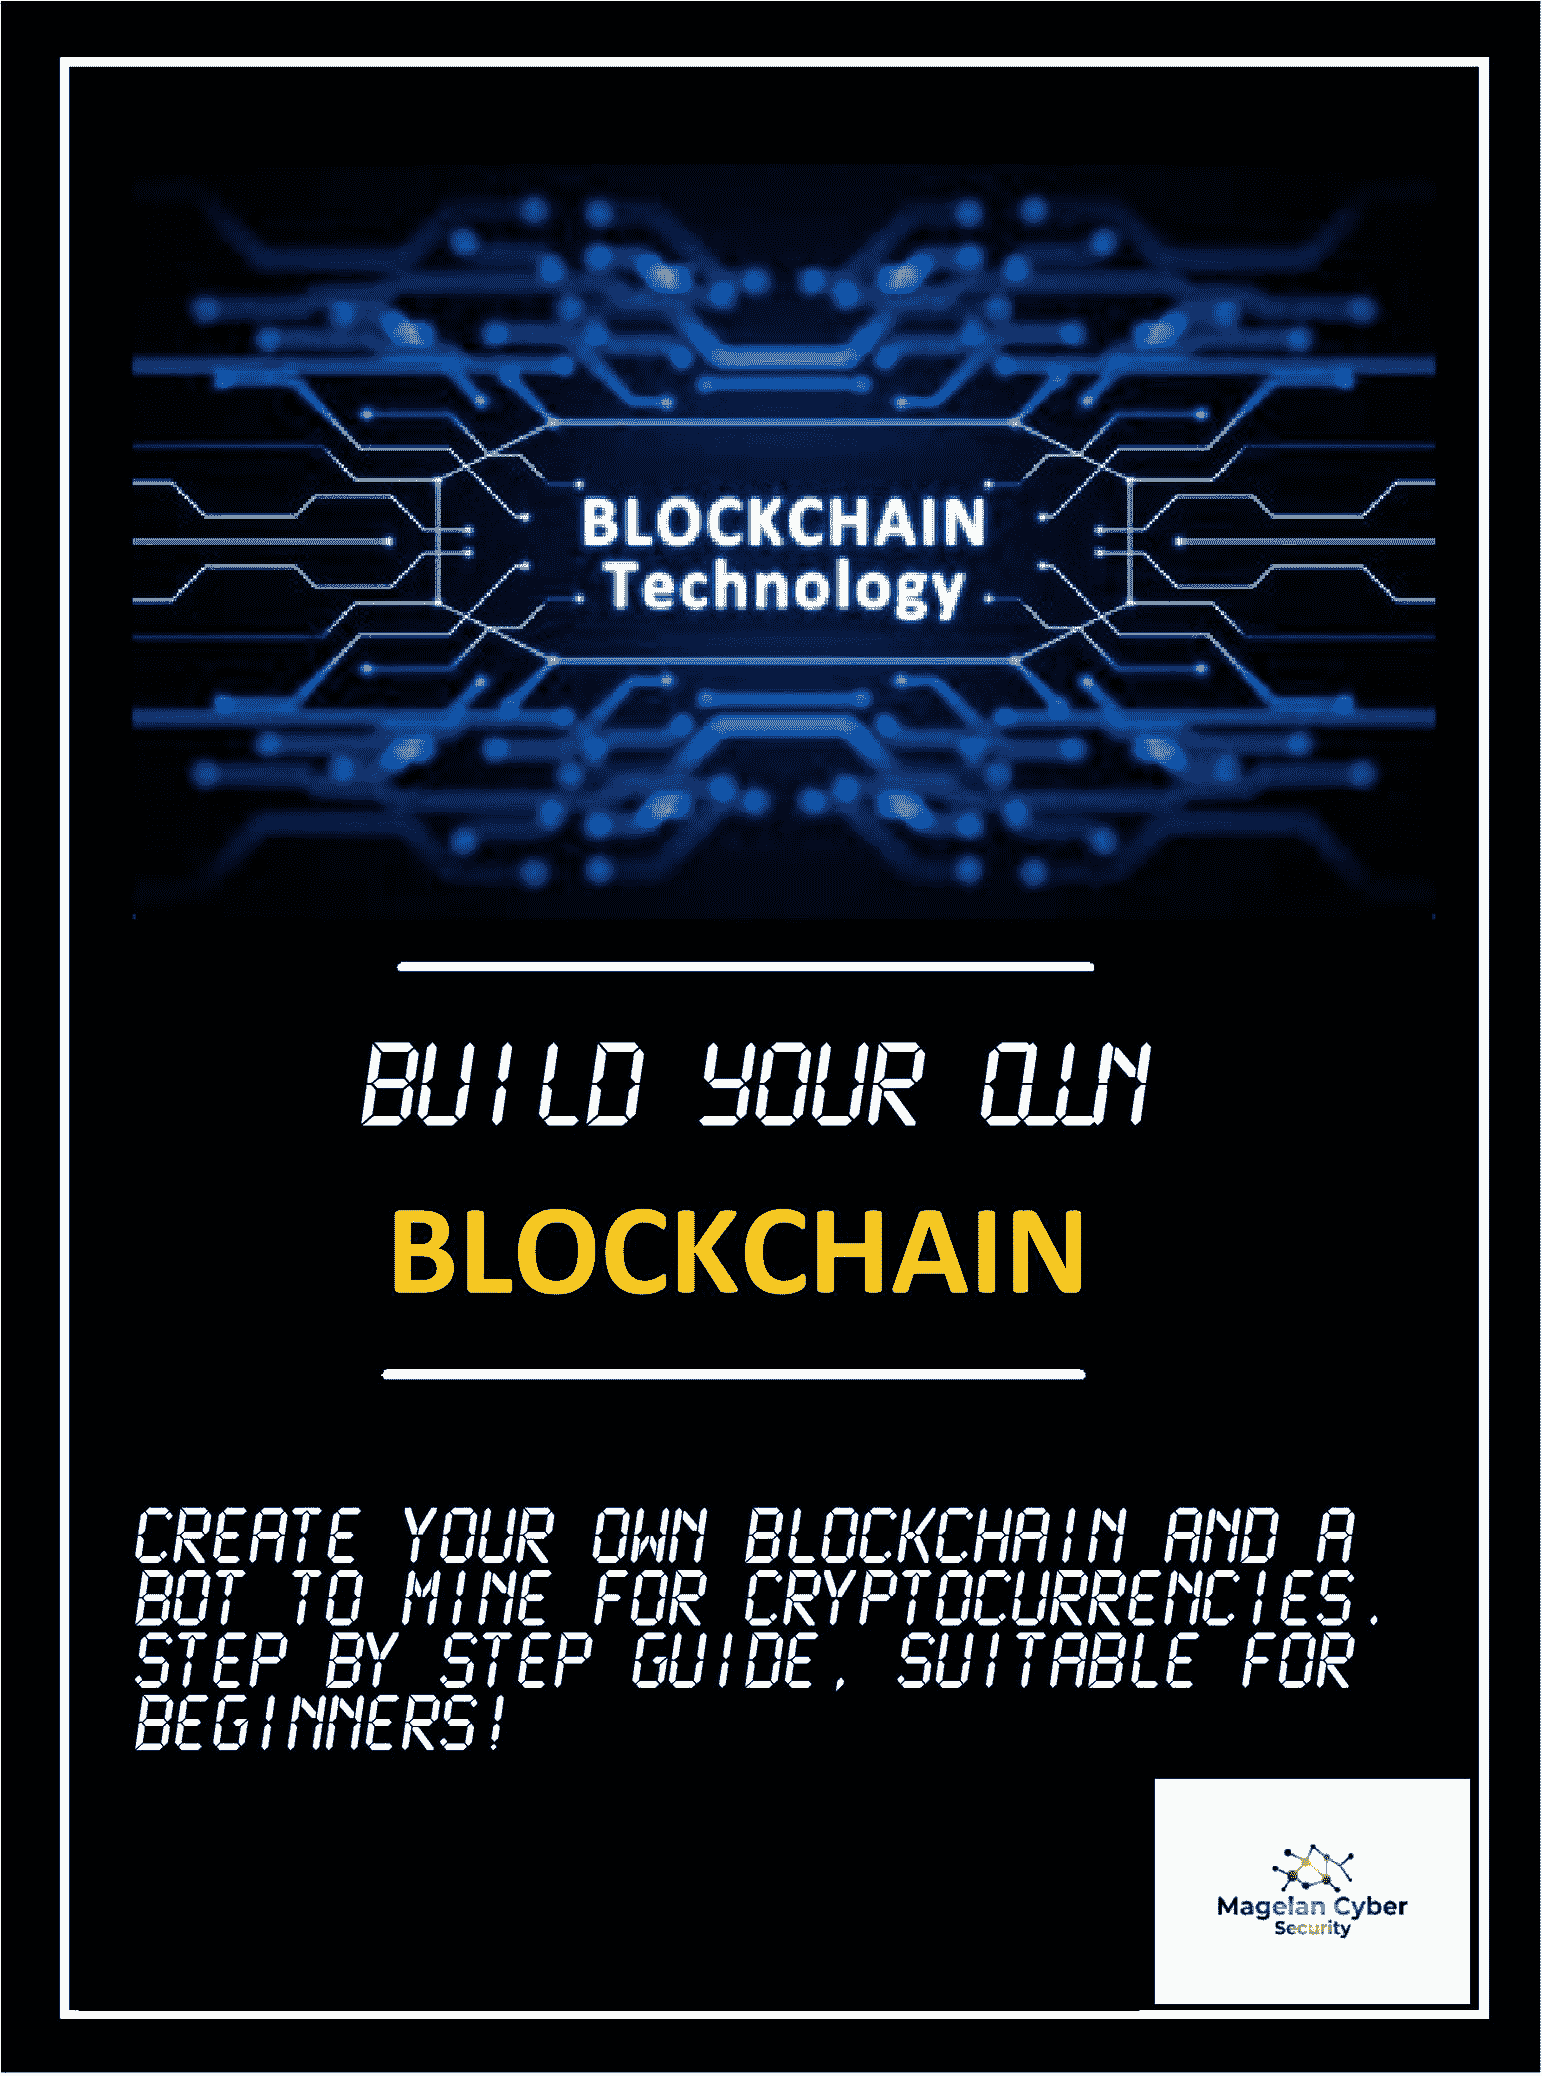 BLOCKCHAIN
Technology
BUILD YOUR OWN
BLOCKCHAIN
CREATE YOUR OWN BLOCKCHAIN AND A
BOT TO MINE FOR CRYPTOCURRENCIES.
STEP BY STEP GUIDE, SUITABLE FOR
BEGINNERS!
Magelan Cyber
Security